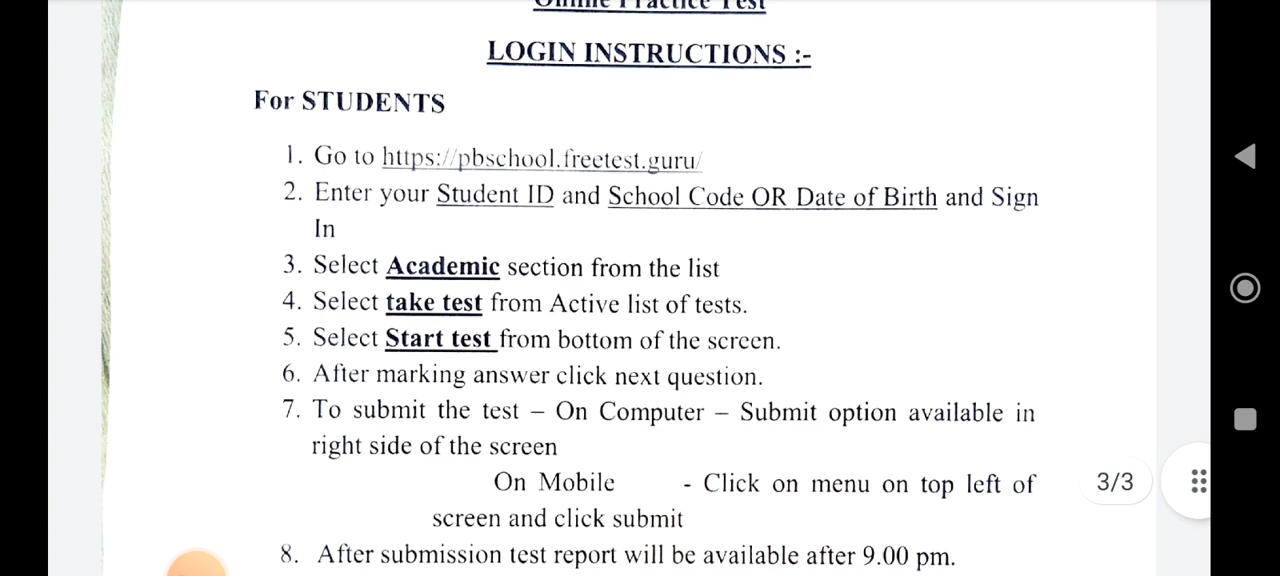 Online Practice Test
LOGIN INSTRUCTIONS :-
For STUDENTS
1. Go to https://pbschool.freetest.guru/
2. Enter your Student ID and School Code OR Date of Birth and Sign
In
3. Select Academic section from the list
4. Select take test from Active list of tests.
5. Select Start test from bottom of the screen.
6. After marking answer click next question.
7. To submit the test – On Computer – Submit option available in
right side of the screen
On Mobile - Click on menu on top left of
screen and click submit
8. After submission test report will be available after 9.00 pm.
3/3